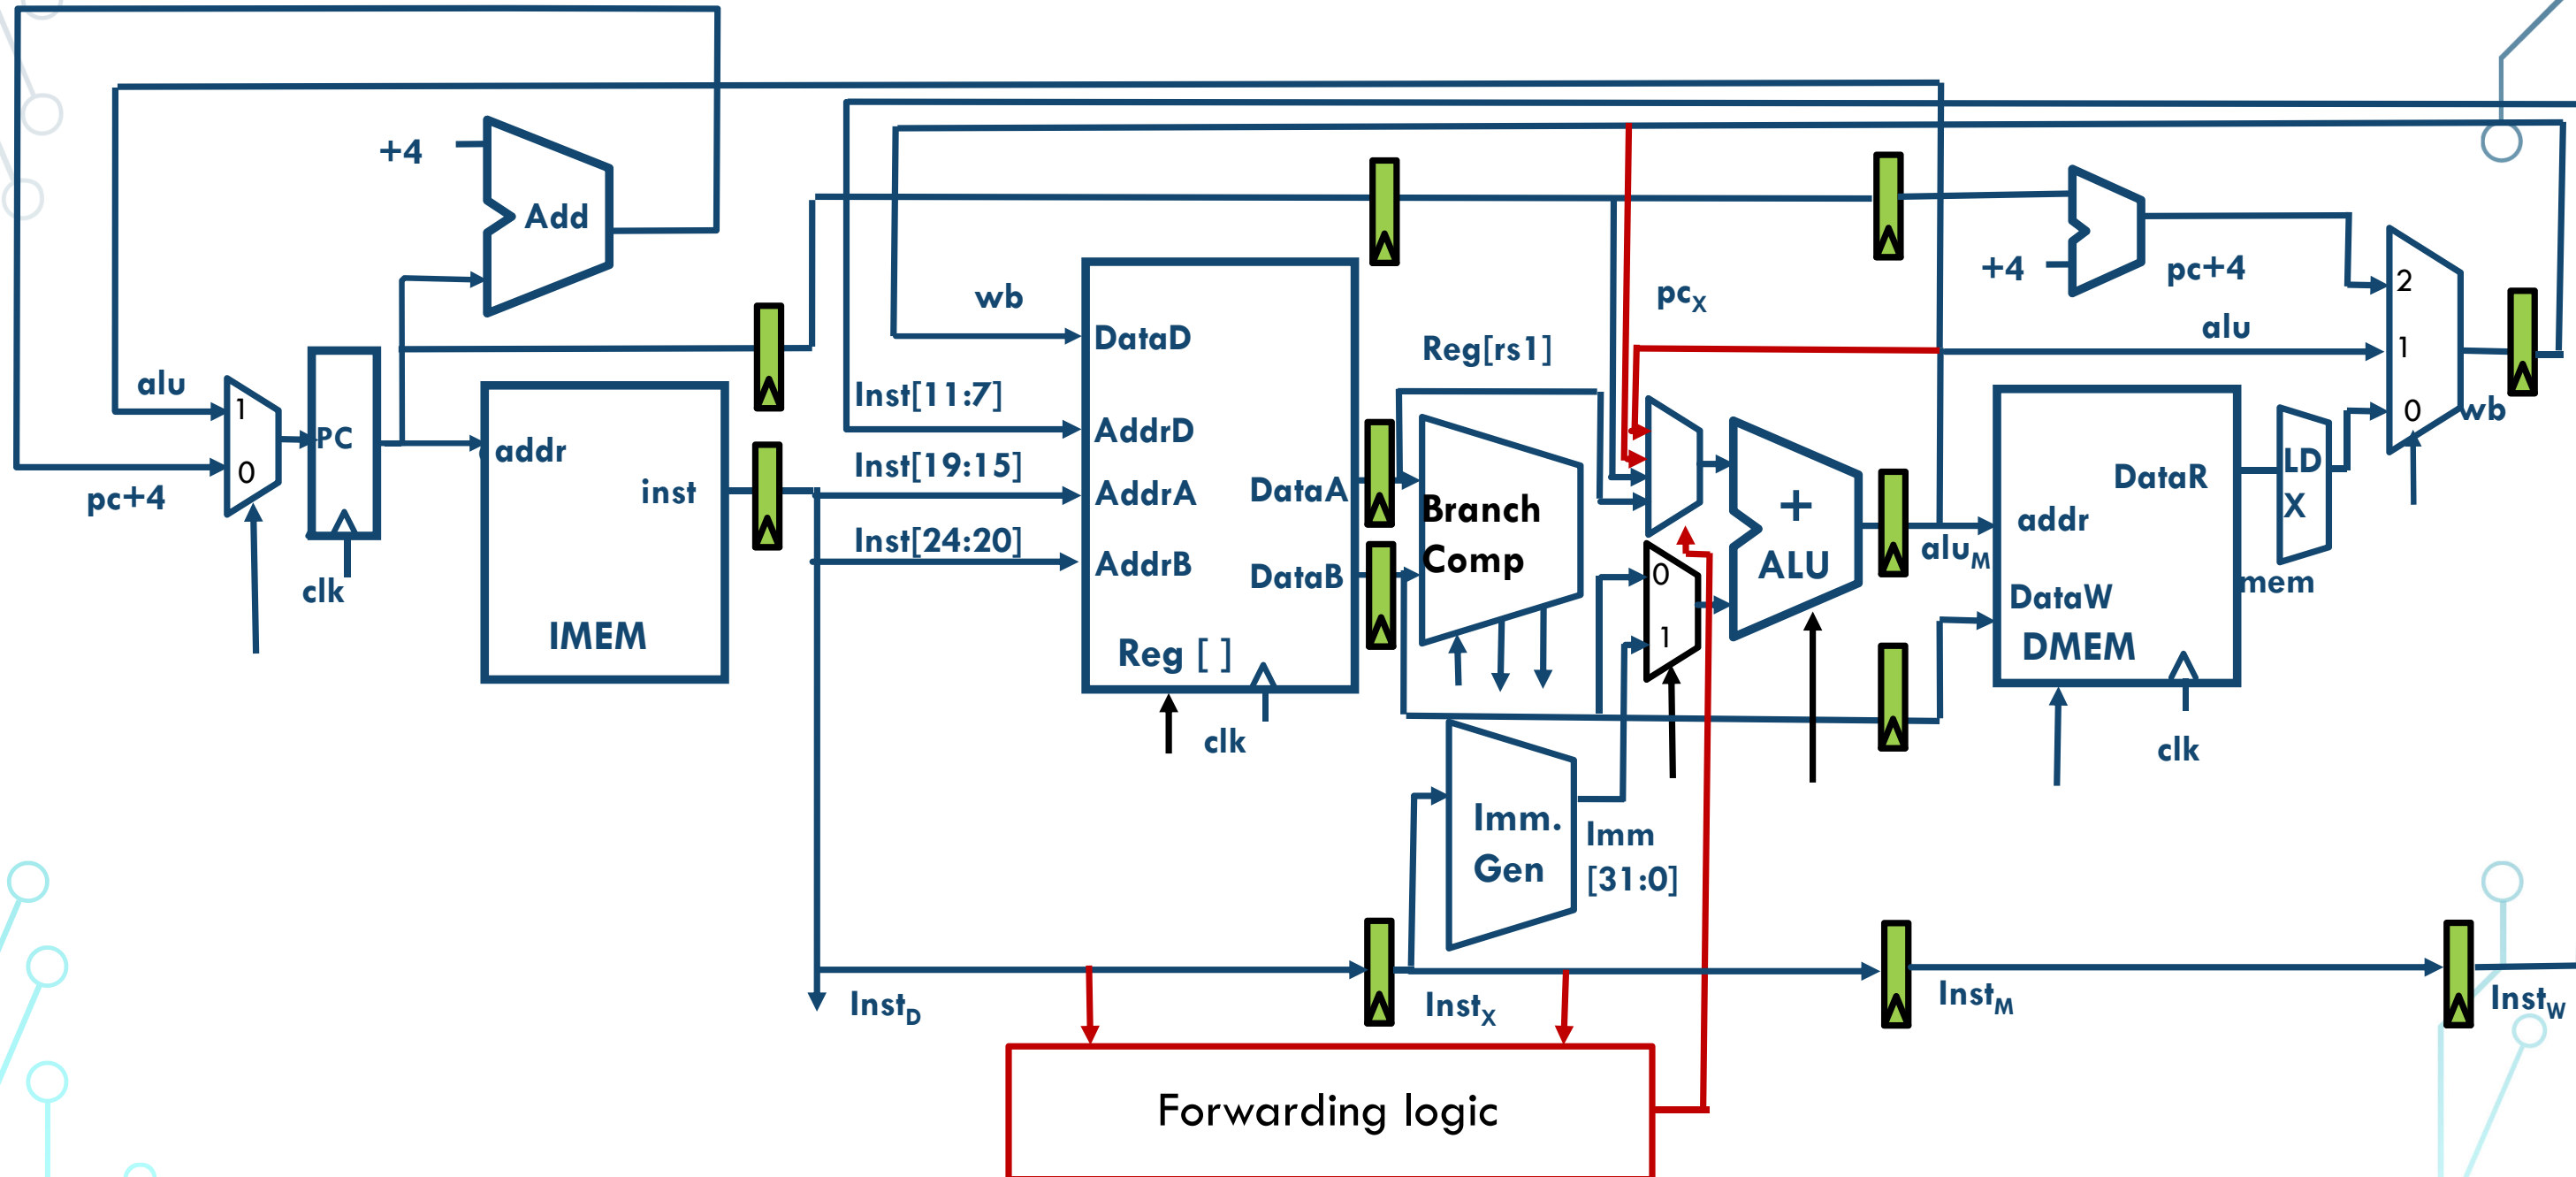 +4
Add
wb
DataD
pc+4
+4
pcX
2
alu
1
Reg[rs1]
alu
1
Inst[11:7]
AddrD
0
wb
PC
addr
Inst[19:15]
AddrA
DataA
Branch
Comp
+
ALU
DataR
LD
X
0
pc+4
inst
Inst[24:20]
AddrB
DataB
0
1
addr
aluM
DataW
DMEM
mem
clk
IMEM
Reg [ ]
clk
clk
Imm.
Gen
Imm
[31:0]
InstD
InstX
InstM
InstW
Forwarding logic